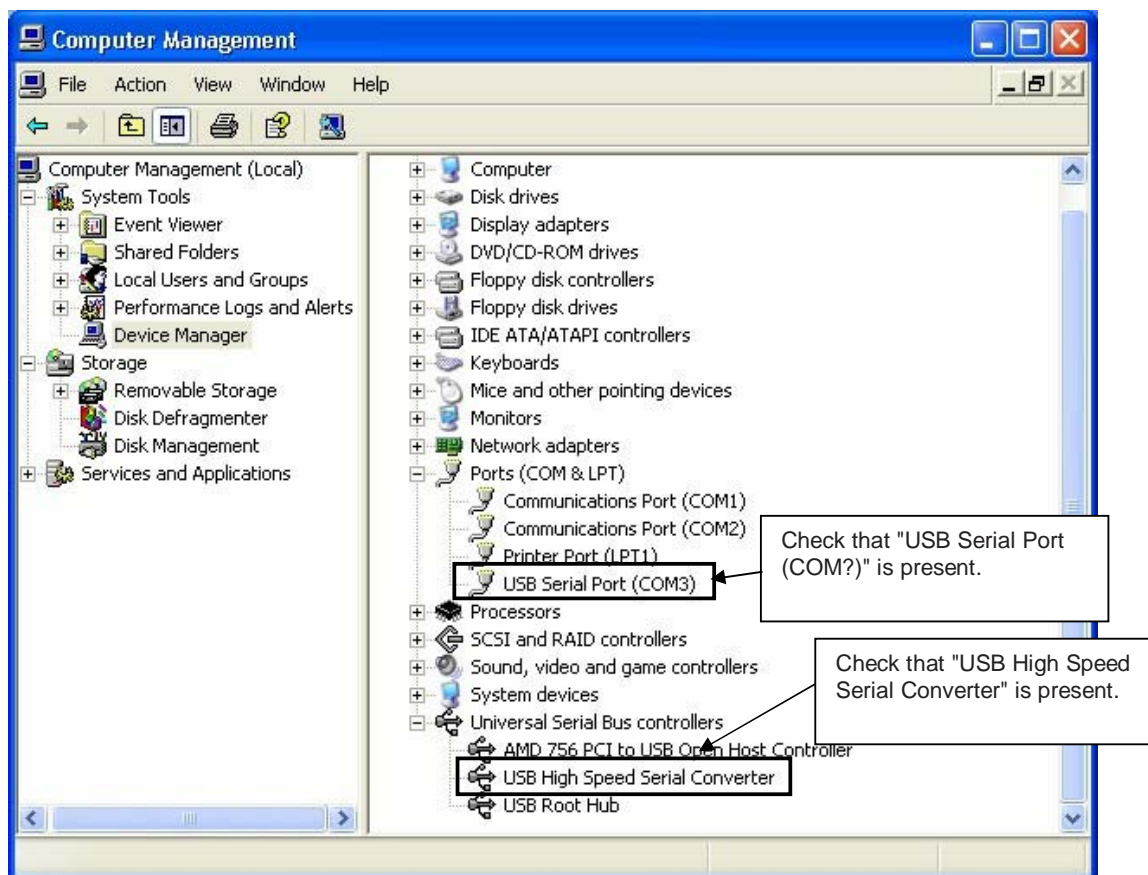 Computer Management
File Action View Window Help
Computer Management (Local)
System Tools
Event Viewer
Shared Folders
Local Users and Groups
Performance Logs and Alerts
Device Manager
Storage
Removable Storage
Disk Defragmenter
Disk Management
Services and Applications
Computer
Disk drives
Display adapters
DVD/CD-ROM drives
Floppy disk controllers
Floppy disk drives
IDE ATA/ATAPI controllers
Keyboards
Mice and other pointing devices
Monitors
Network adapters
Ports (COM & LPT)
Communications Port (COM1)
Communications Port (COM2)
Printer Port (LPT1)
USB Serial Port (COM3)
Processors
SCSI and RAID controllers
Sound, video and game controllers
System devices
Universal Serial Bus controllers
AMD 756 PCI to USB Open Host Controller
USB High Speed Serial Converter
USB Root Hub
Check that "USB Serial Port
(COM?)" is present.
Check that "USB High Speed
Serial Converter" is present.